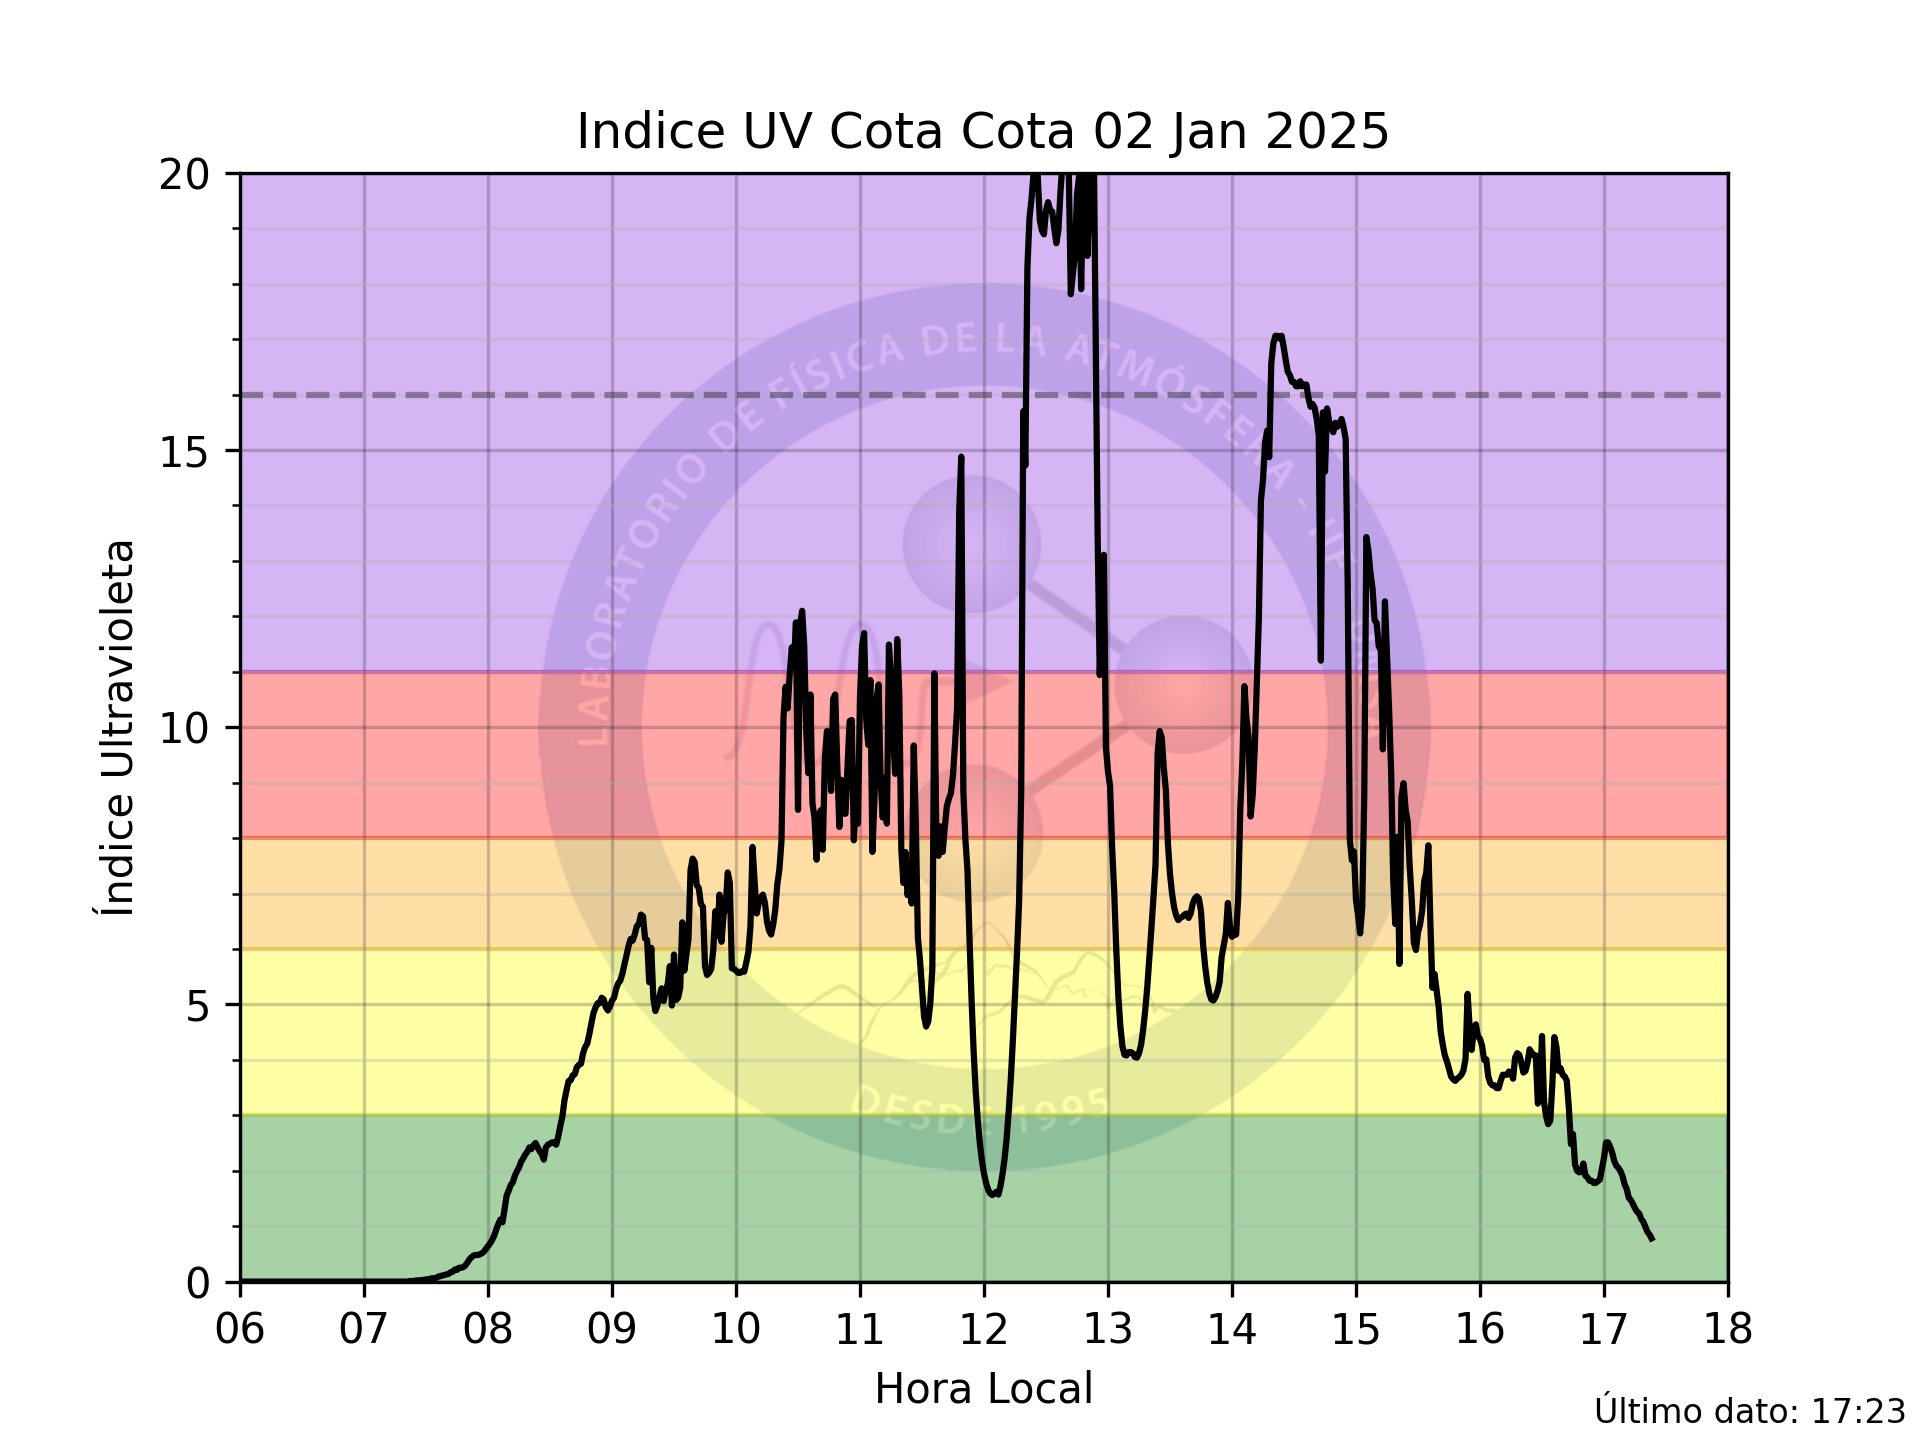 Indice UV Cota Cota 02 Jan 2025
20
15
10
5
0
Índice Ultravioleta
LABORATORIO DE FÍSICA DE LA ATMÓSFERA - IIF
DESDE 1995
06 07 08 09 10 11 12 13 14 15 16 17 18
Hora Local
Último dato: 17:23